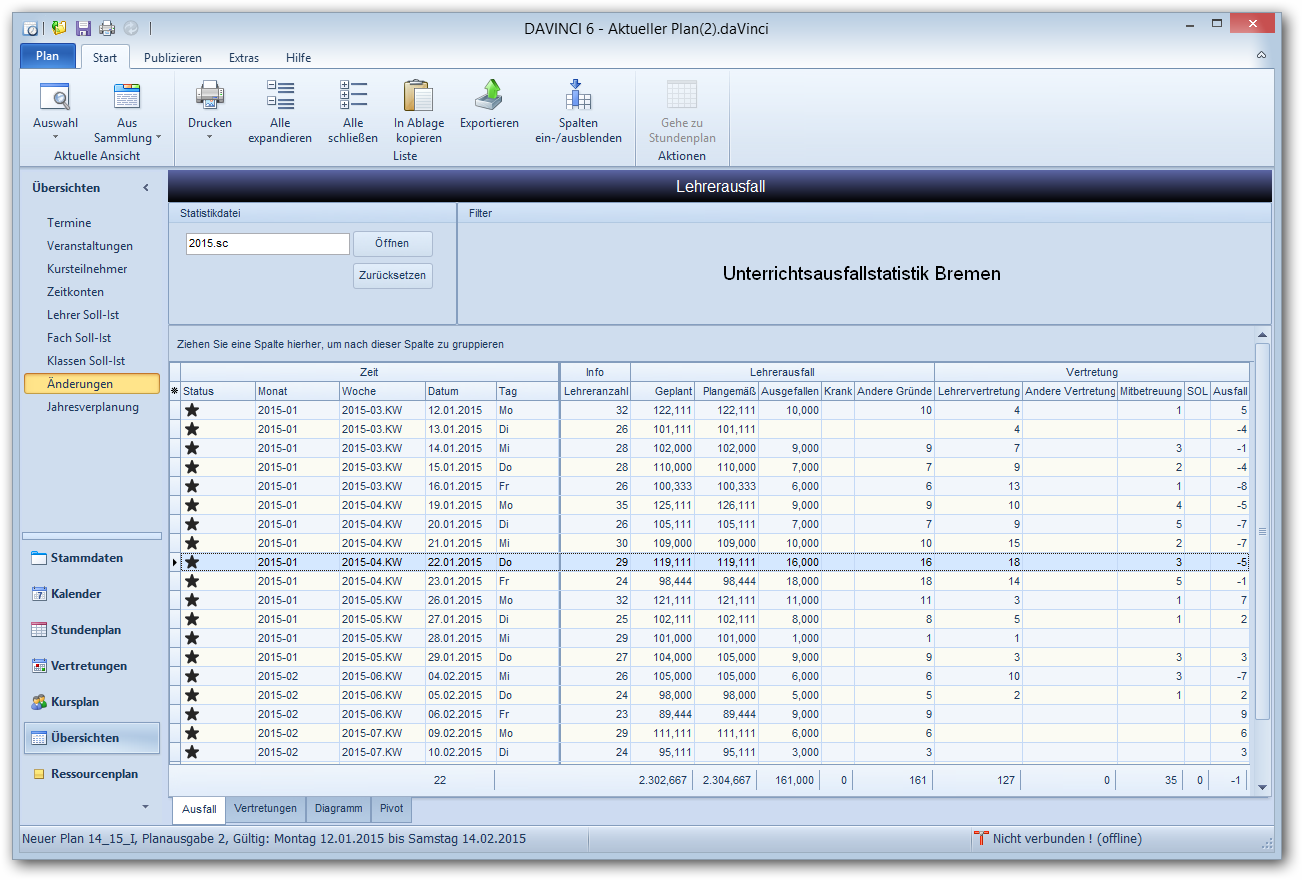 DAVINCI 6 - Aktueller Plan(2).daVinci
Plan Start Publizieren Extras Hilfe
Auswahl
Aus Sammlung
Drucken
Alle expandieren
Alle schließen
In Ablage kopieren
Exportieren
Spalten ein-/ausblenden
Gehe zu Stundenplan
Aktuelle Ansicht Liste Aktionen
Übersichten
Termine
Veranstaltungen
Kursteilnehmer
Zeitkonten
Lehrer Soll-Ist
Fach Soll-Ist
Klassen Soll-Ist
Änderungen
Jahresverplanung
Stammdaten
Kalender
Stundenplan
Vertretungen
Kursplan
Übersichten
Ressourcenplan
Lehrerausfall
Statistikdatei
2015.sc Öffnen
Zurücksetzen
Filter
Unterrichtsausfallstatistik Bremen
Ziehen Sie eine Spalte hierher, um nach dieser Spalte zu gruppieren
Zeit Info Lehrerausfall Vertretung
Status Monat Woche Datum Tag Lehreranzahl Geplant Plangemäß Ausgefallen Krank Andere Gründe Lehrervertretung Andere Vertretung Mitbetreuung SOL Ausfall
2015-01 2015-03.KW 12.01.2015 Mo 32 122,111 122,111 10,000 10 4 1 5
2015-01 2015-03.KW 13.01.2015 Di 26 101,111 101,111 4 -4
2015-01 2015-03.KW 14.01.2015 Mi 28 102,000 102,000 9,000 9 7 3 -1
2015-01 2015-03.KW 15.01.2015 Do 28 110,000 110,000 7,000 7 9 2 -4
2015-01 2015-03.KW 16.01.2015 Fr 26 100,333 100,333 6,000 6 13 1 -8
2015-01 2015-04.KW 19.01.2015 Mo 35 125,111 126,111 9,000 9 10 4 -5
2015-01 2015-04.KW 20.01.2015 Di 26 105,111 105,111 7,000 7 9 5 -7
2015-01 2015-04.KW 21.01.2015 Mi 30 109,000 109,000 10,000 10 15 2 -7
2015-01 2015-04.KW 22.01.2015 Do 29 119,111 119,111 16,000 16 18 3 -5
2015-01 2015-04.KW 23.01.2015 Fr 24 98,444 98,444 18,000 18 14 5 -1
2015-01 2015-05.KW 26.01.2015 Mo 32 121,111 121,111 11,000 11 3 1 7
2015-01 2015-05.KW 27.01.2015 Di 25 102,111 102,111 8,000 8 5 1 2
2015-01 2015-05.KW 28.01.2015 Mi 29 101,000 101,000 1,000 1 1
2015-01 2015-05.KW 29.01.2015 Do 27 104,000 105,000 9,000 9 3 3 3
2015-02 2015-06.KW 04.02.2015 Mi 26 105,000 105,000 6,000 6 10 3 -7
2015-02 2015-06.KW 05.02.2015 Do 24 98,000 98,000 5,000 5 2 1 2
2015-02 2015-06.KW 06.02.2015 Fr 23 89,444 89,444 9,000 9 9
2015-02 2015-07.KW 09.02.2015 Mo 29 111,111 111,111 6,000 6 6
2015-02 2015-07.KW 10.02.2015 Di 24 95,111 95,111 3,000 3 3
22 2.302,667 2.304,667 161,000 0 161 127 0 35 0 -1
Ausfall Vertretungen Diagramm Pivot
Neuer Plan 14_15_I, Planausgabe 2, Gültig: Montag 12.01.2015 bis Samstag 14.02.2015 Nicht verbunden ! (offline)